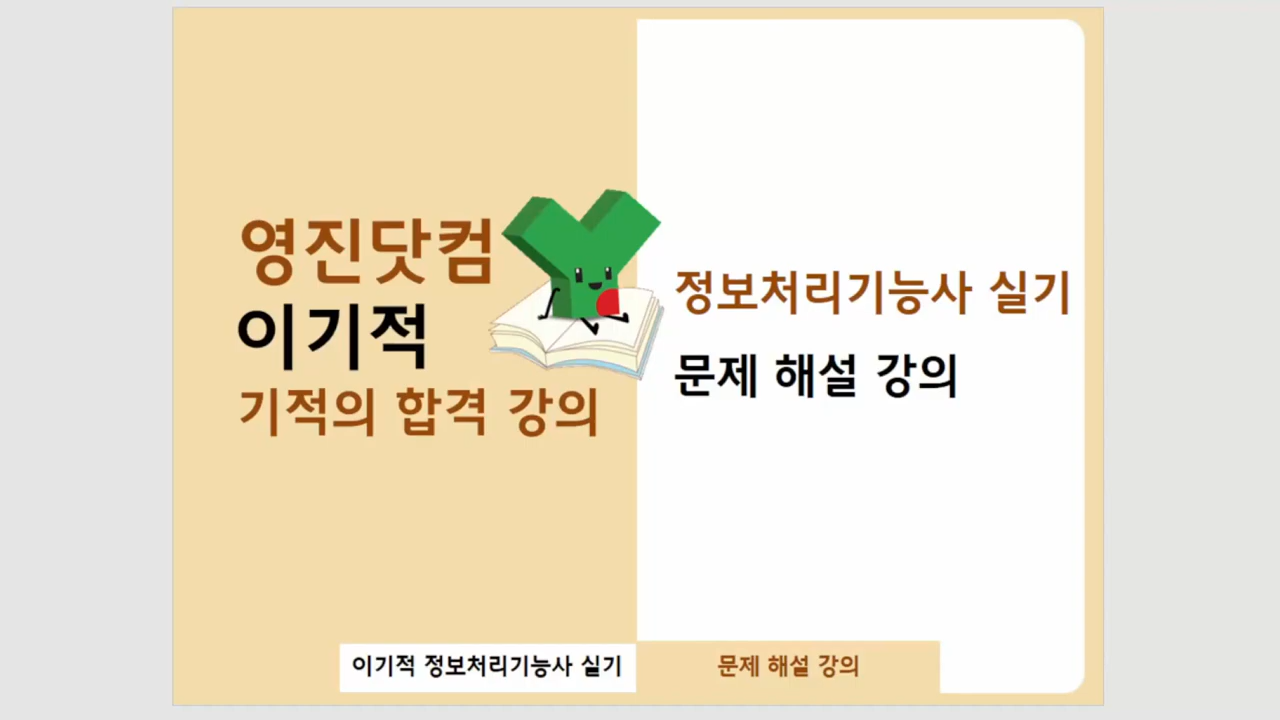 영진닷컴
이기적
기적의 합격 강의
정보처리기능사 실기
문제 해설 강의
이기적 정보처리기능사 실기
문제 해설 강의